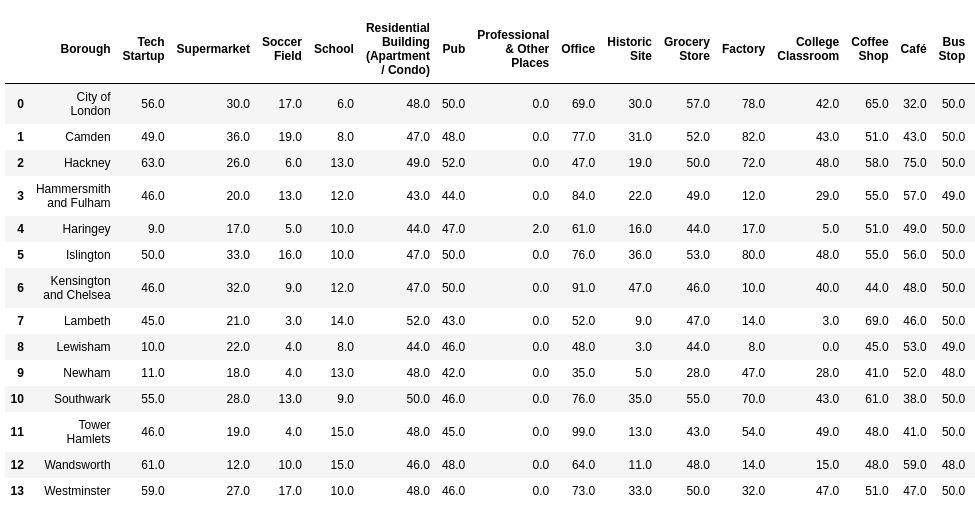 Borough Tech Startup Supermarket Soccer Field School Residential Building (Apartment / Condo) Pub Professional & Other Places Office Historic Site Grocery Store Factory College Classroom Coffee Shop Café Bus Stop
0 City of London 56.0 30.0 17.0 6.0 48.0 50.0 0.0 69.0 30.0 57.0 78.0 42.0 65.0 32.0 50.0
1 Camden 49.0 36.0 19.0 8.0 47.0 48.0 0.0 77.0 31.0 52.0 82.0 43.0 51.0 43.0 50.0
2 Hackney 63.0 26.0 6.0 13.0 49.0 52.0 0.0 47.0 19.0 50.0 72.0 48.0 58.0 75.0 50.0
3 Hammersmith and Fulham 46.0 20.0 13.0 12.0 43.0 44.0 0.0 84.0 22.0 49.0 12.0 29.0 55.0 57.0 49.0
4 Haringey 9.0 17.0 5.0 10.0 44.0 47.0 2.0 61.0 16.0 44.0 17.0 5.0 51.0 49.0 50.0
5 Islington 50.0 33.0 16.0 10.0 47.0 50.0 0.0 76.0 36.0 53.0 80.0 48.0 55.0 56.0 50.0
6 Kensington and Chelsea 46.0 32.0 9.0 12.0 47.0 50.0 0.0 91.0 47.0 46.0 10.0 40.0 44.0 48.0 50.0
7 Lambeth 45.0 21.0 3.0 14.0 52.0 43.0 0.0 52.0 9.0 47.0 14.0 3.0 69.0 46.0 50.0
8 Lewisham 10.0 22.0 4.0 8.0 44.0 46.0 0.0 48.0 3.0 44.0 8.0 0.0 45.0 53.0 49.0
9 Newham 11.0 18.0 4.0 13.0 48.0 42.0 0.0 35.0 5.0 28.0 47.0 28.0 41.0 52.0 48.0
10 Southwark 55.0 28.0 13.0 9.0 50.0 46.0 0.0 76.0 35.0 55.0 70.0 43.0 61.0 38.0 50.0
11 Tower Hamlets 46.0 19.0 4.0 15.0 48.0 45.0 0.0 99.0 13.0 43.0 54.0 49.0 48.0 41.0 50.0
12 Wandsworth 61.0 12.0 10.0 15.0 46.0 48.0 0.0 64.0 11.0 48.0 14.0 15.0 48.0 59.0 48.0
13 Westminster 59.0 27.0 17.0 10.0 48.0 46.0 0.0 73.0 33.0 50.0 32.0 47.0 51.0 47.0 50.0